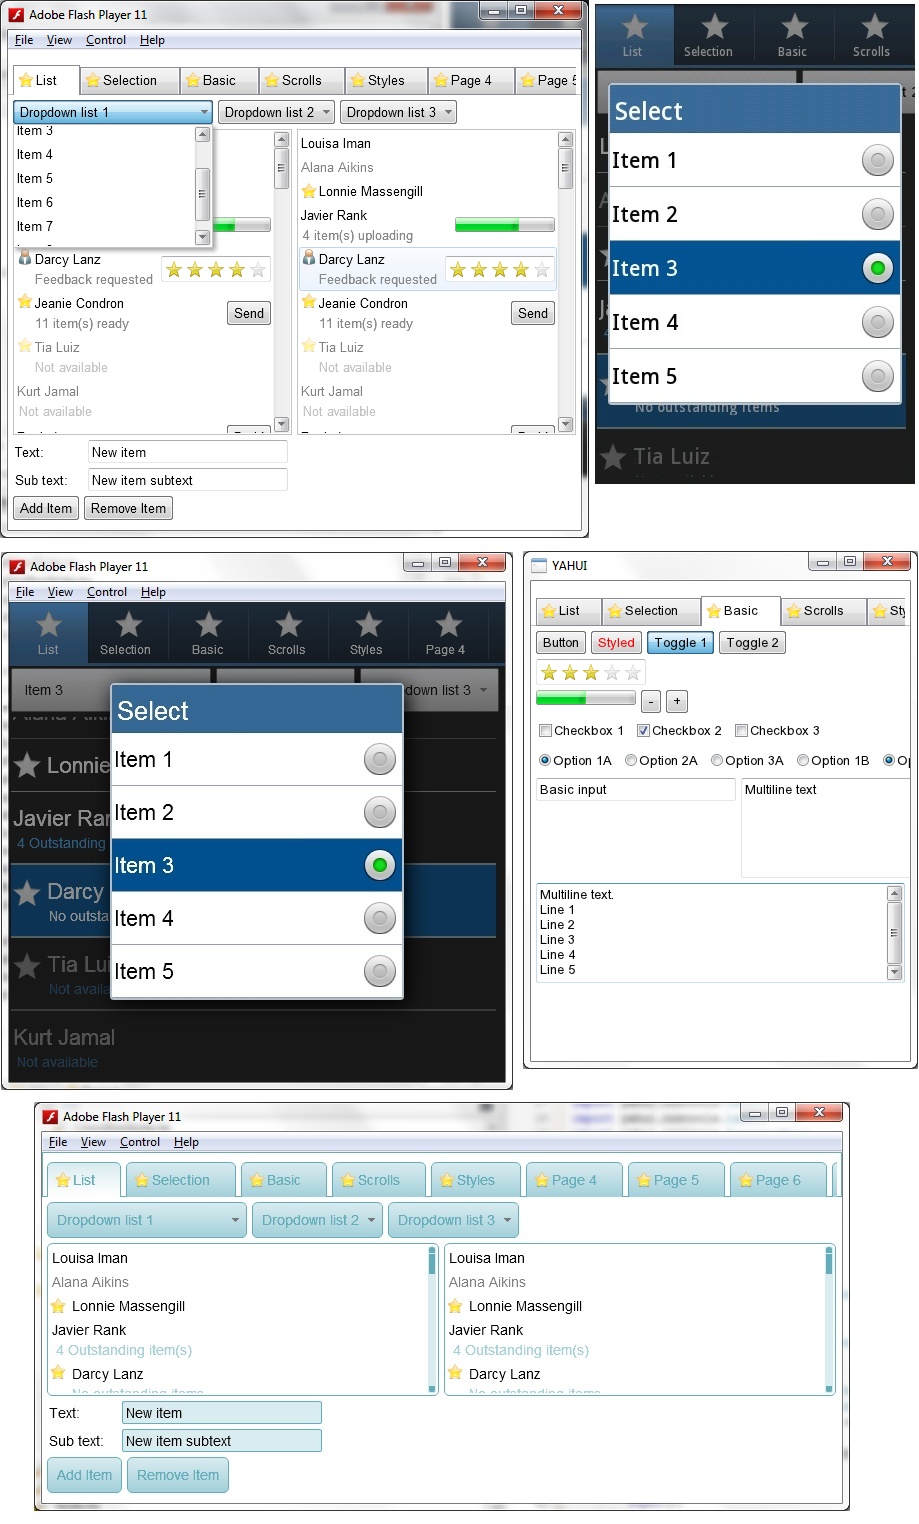 Adobe Flash Player 11
File View Control Help
List Selection Basic Scrolls Styles Page 4 Page 5
Dropdown list 1 Dropdown list 2 Dropdown list 3
Item 3
Item 4
Item 5
Item 6
Item 7
Darcy Lanz
Feedback requested
Jeanie Condron
11 item(s) ready
Send
Tia Luiz
Not available
Kurt Jamal
Not available
Louisa Iman
Alana Aikins
Lonnie Massengill
Javier Rank
4 item(s) uploading
Darcy Lanz
Feedback requested
Jeanie Condron
11 item(s) ready
Send
Tia Luiz
Not available
Kurt Jamal
Not available
Text: New item
Sub text: New item subtext
Add Item Remove Item
List Selection Basic Scrolls
Select
Item 1
Item 2
Item 3
Item 4
Item 5
No outstanding items
Tia Luiz
Adobe Flash Player 11
File View Control Help
List Selection Basic Scrolls Styles Page 4
Item 3 down list 3
Select
Item 1
Item 2
Item 3
Item 4
Item 5
Lonnie
Javier Ran
4 Outstanding
Darcy
No outsta
Tia Lui
Not availa
Kurt Jamal
Not available
YAHUI
List Selection Basic Scrolls Sty
Button Styled Toggle 1 Toggle 2
- +
Checkbox 1 Checkbox 2 Checkbox 3
Option 1A Option 2A Option 3A Option 1B Op
Basic input Multiline text
Multiline text.
Line 1
Line 2
Line 3
Line 4
Line 5
Adobe Flash Player 11
File View Control Help
List Selection Basic Scrolls Styles Page 4 Page 5 Page 6
Dropdown list 1 Dropdown list 2 Dropdown list 3
Louisa Iman
Alana Aikins
Lonnie Massengill
Javier Rank
4 Outstanding item(s)
Darcy Lanz
No outstanding items
Louisa Iman
Alana Aikins
Lonnie Massengill
Javier Rank
4 Outstanding item(s)
Darcy Lanz
No outstanding items
Text: New item
Sub text: New item subtext
Add Item Remove Item